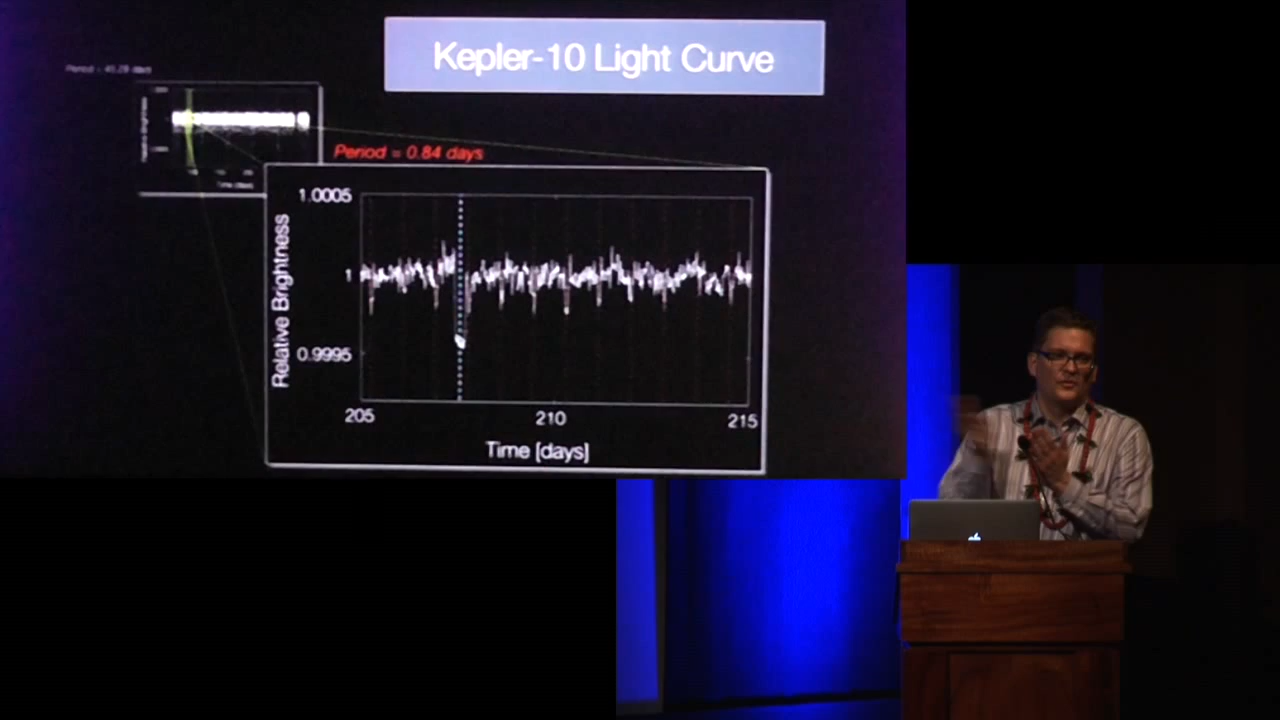 Kepler-10 Light Curve
Period = 0.84 days
1.0005
1
0.9995
Relative Brightness
205
210
215
Time [days]